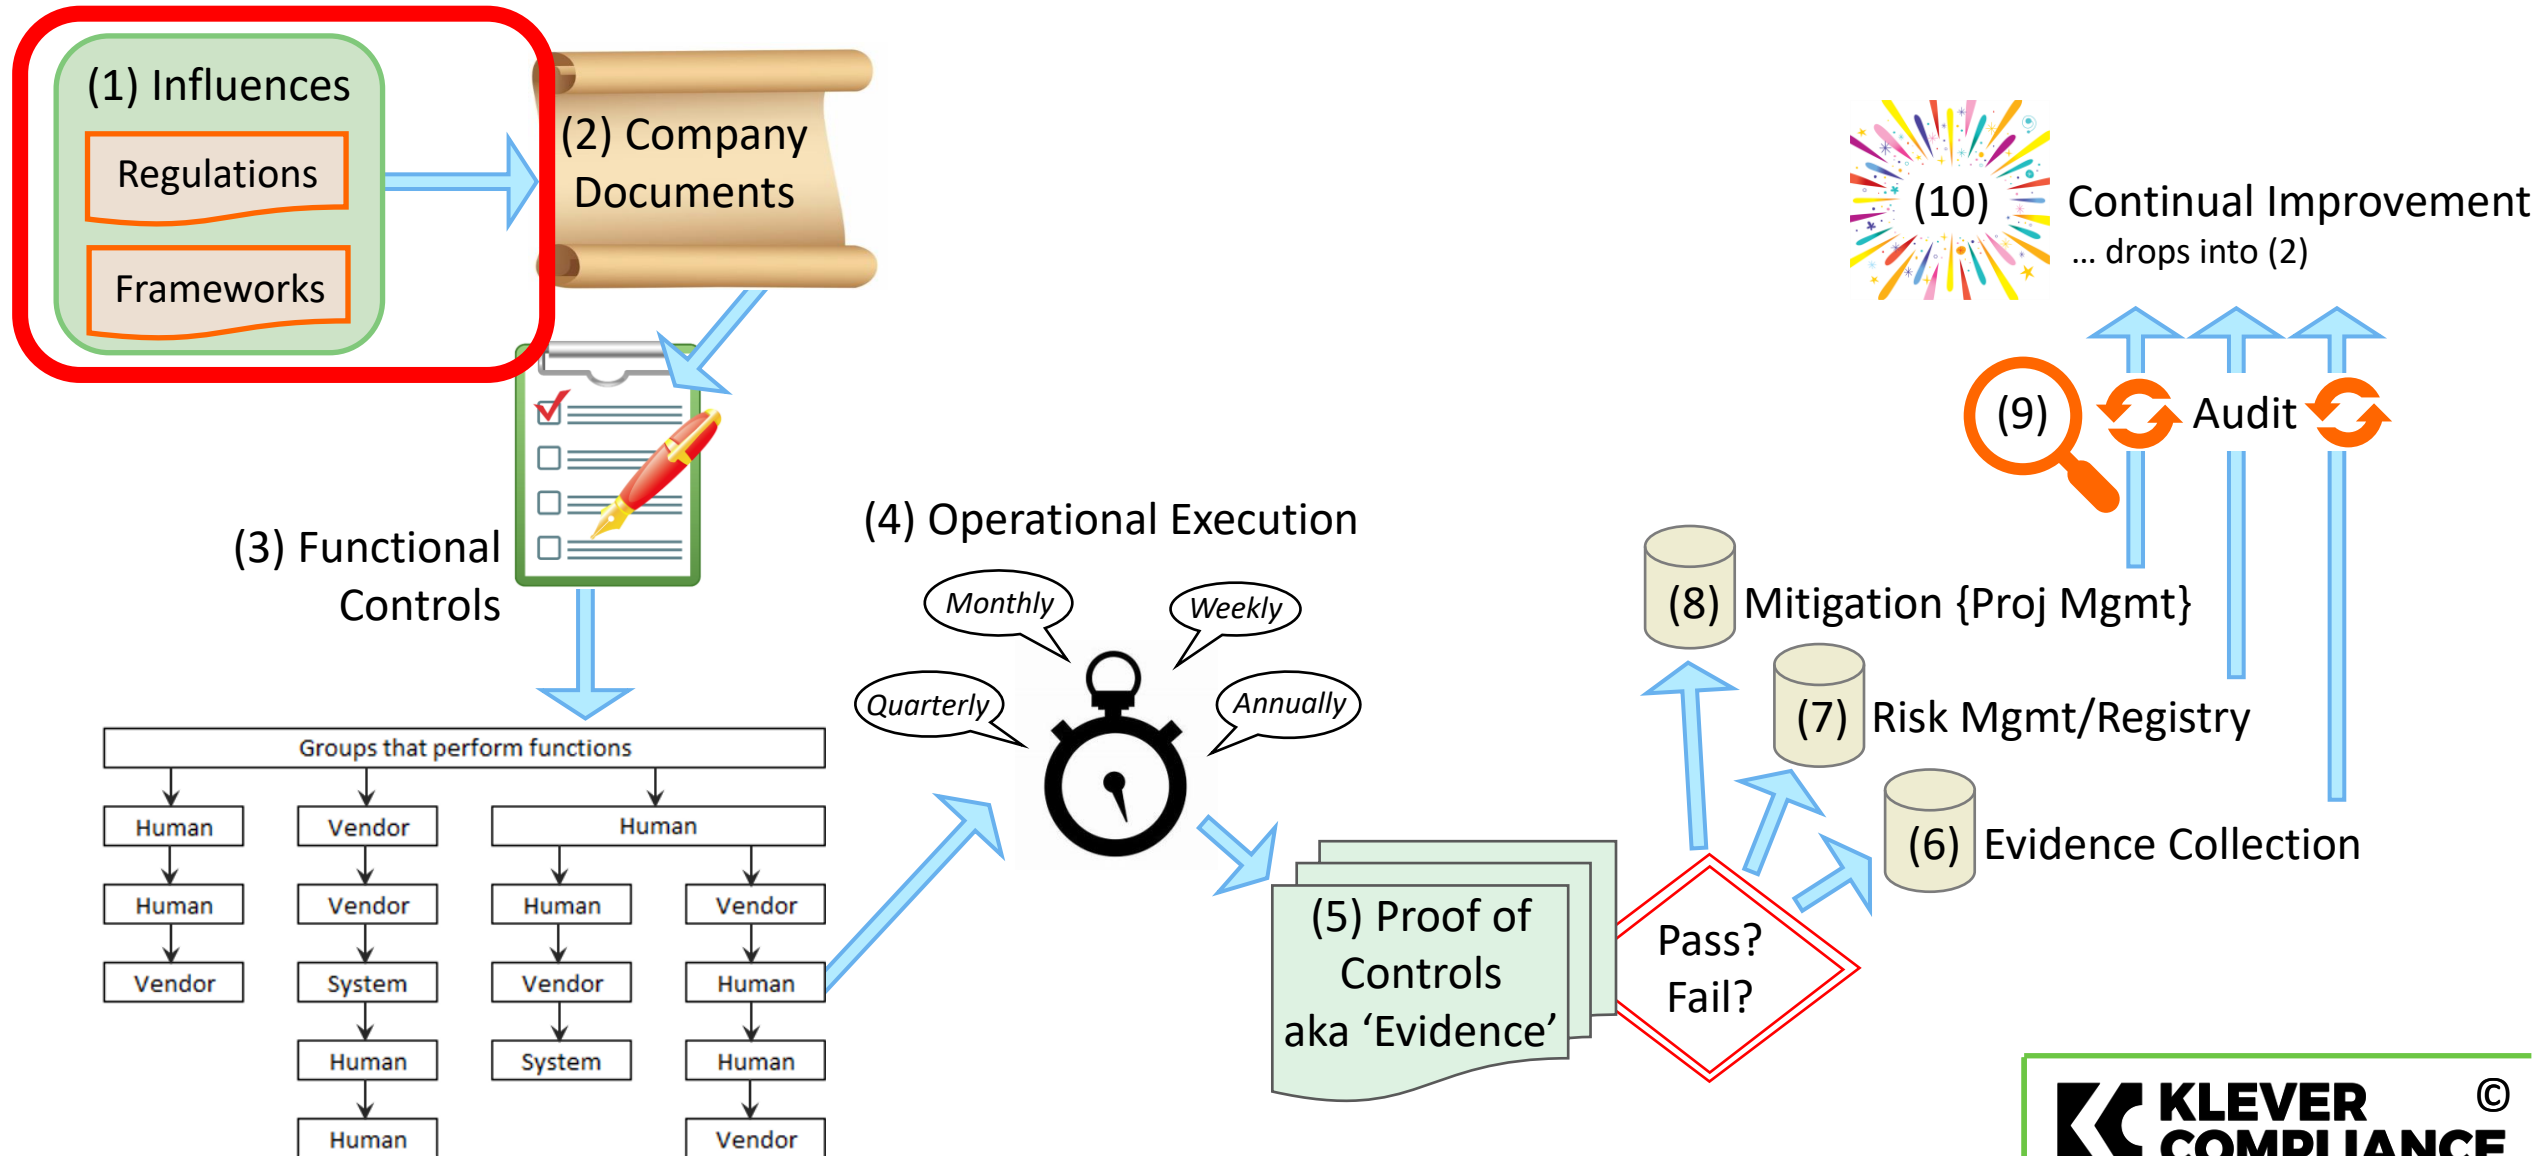 (1) Influences
Regulations
Frameworks
(2) Company
Documents
(3) Functional
Controls
Groups that perform functions
Human
Vendor
Human
Human
Vendor
Human
Vendor
Vendor
System
Vendor
Human
Human
System
Human
Human
Vendor
(4) Operational Execution
Monthly
Weekly
Quarterly
Annually
(5) Proof of
Controls
aka ‘Evidence’
Pass?
Fail?
(6) Evidence Collection
(7) Risk Mgmt/Registry
(8) Mitigation {Proj Mgmt}
(9) Audit
(10) Continual Improvement
... drops into (2)
KLEVER ©
COMPLIANCE